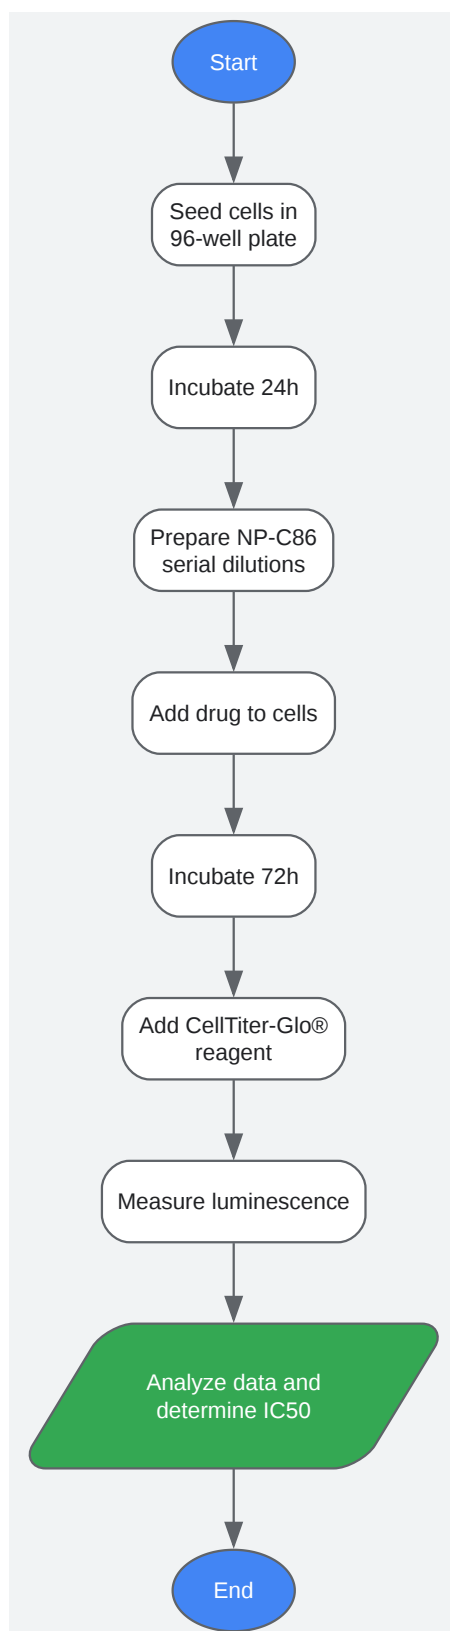 Start
Seed cells in
96-well plate
Incubate 24h
Prepare NP-C86
serial dilutions
Add drug to cells
Incubate 72h
Add CellTiter-Glo®
reagent
Measure luminescence
Analyze data and
determine IC50
End